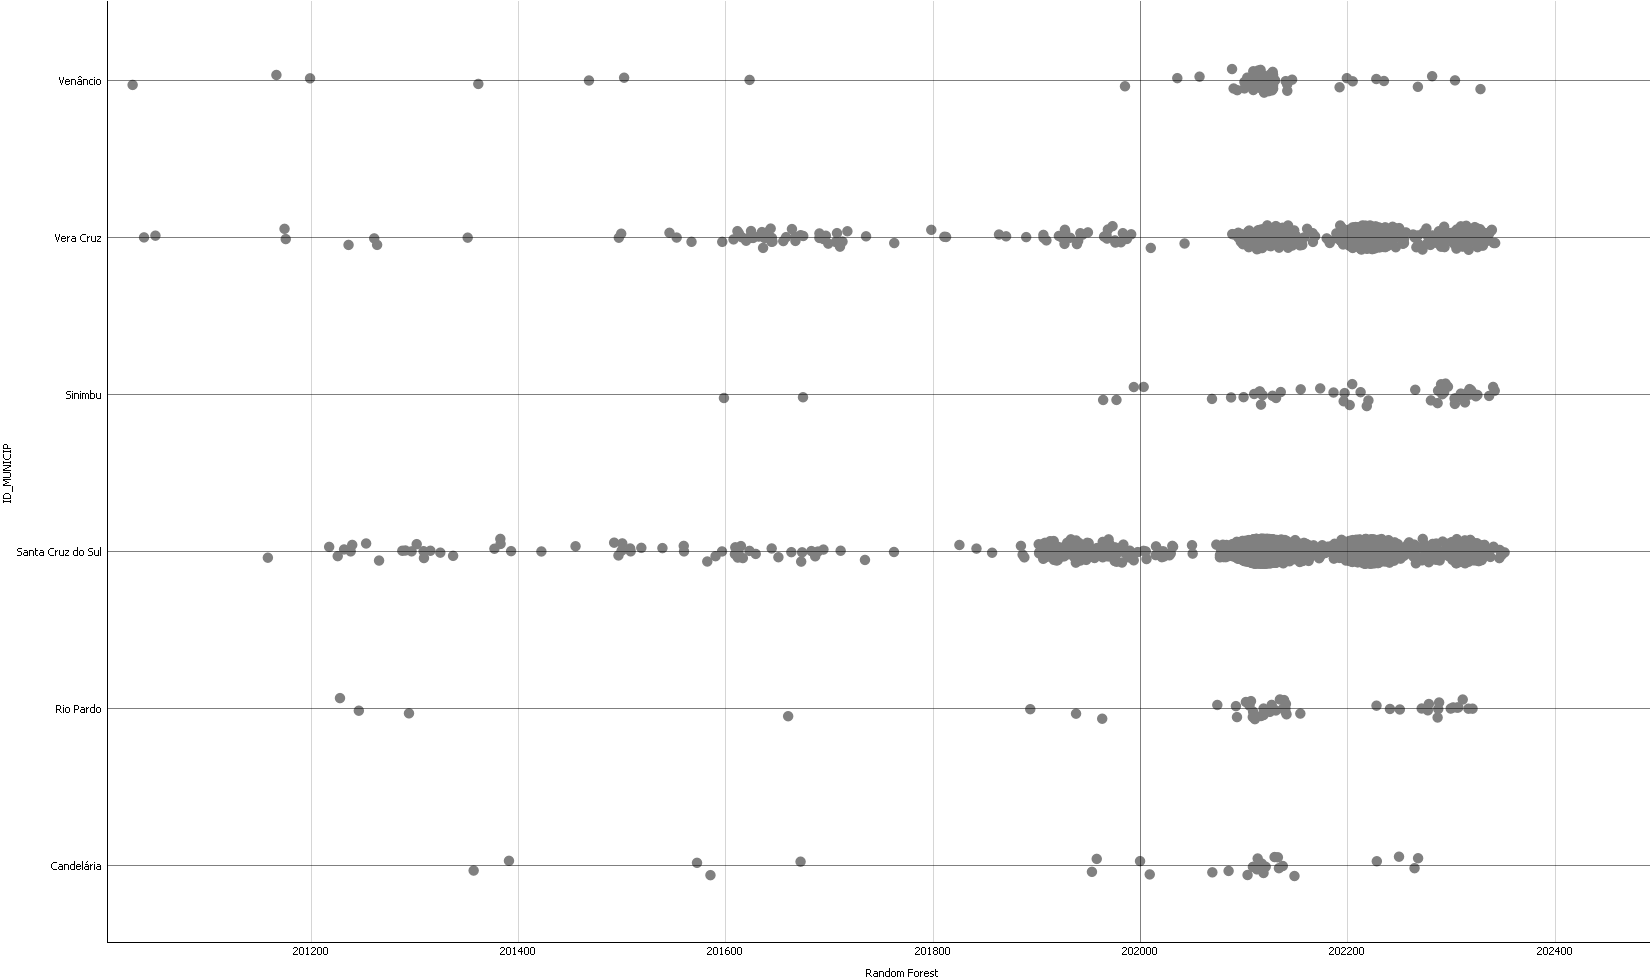 Venâncio
Vera Cruz
Sinimbu
Santa Cruz do Sul
Rio Pardo
Candelária
ID_MUNICIP
201200 201400 201600 201800 202000 202200 202400
Random Forest